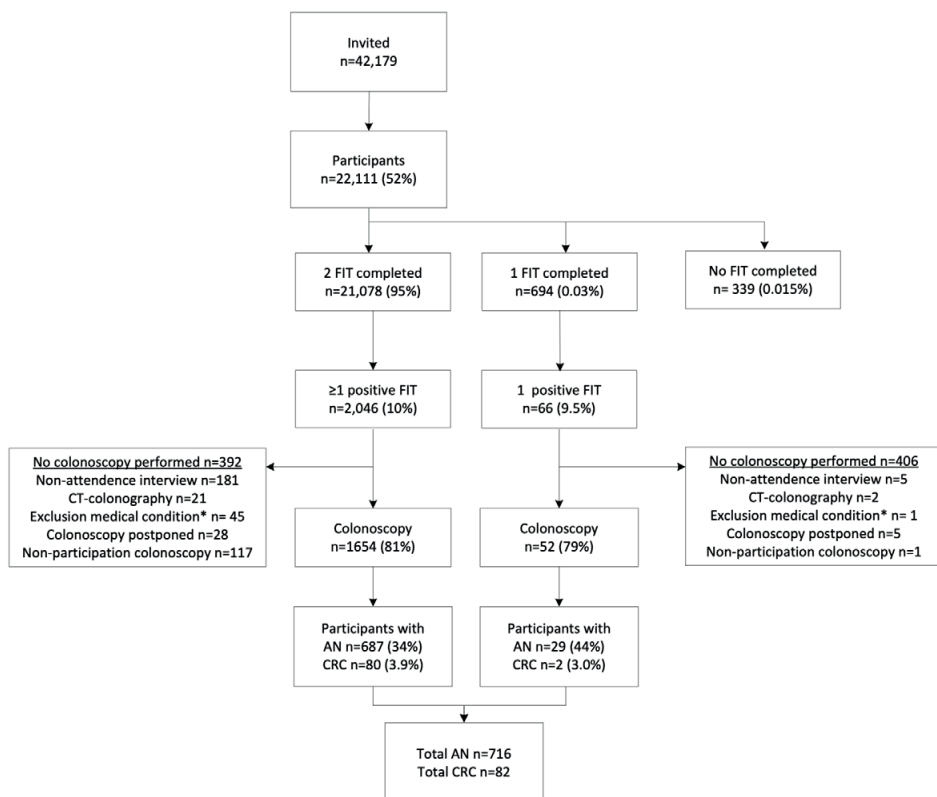 Invited
n=42,179
Participants
n=22,111 (52%)
2 FIT completed
n=21,078 (95%)
1 FIT completed
n=694 (0.03%)
No FIT completed
n= 339 (0.015%)
≥1 positive FIT
n=2,046 (10%)
1 positive FIT
n=66 (9.5%)
No colonoscopy performed n=392
Non-attendence interview n=181
CT-colonography n=21
Exclusion medical condition* n= 45
Colonoscopy postponed n=28
Non-participation colonoscopy n=117
Colonoscopy
n=1654 (81%)
Colonoscopy
n=52 (79%)
No colonoscopy performed n=406
Non-attendence interview n=5
CT-colonography n=2
Exclusion medical condition* n= 1
Colonoscopy postponed n=5
Non-participation colonoscopy n=1
Participants with
AN n=687 (34%)
CRC n=80 (3.9%)
Participants with
AN n=29 (44%)
CRC n=2 (3.0%)
Total AN n=716
Total CRC n=82